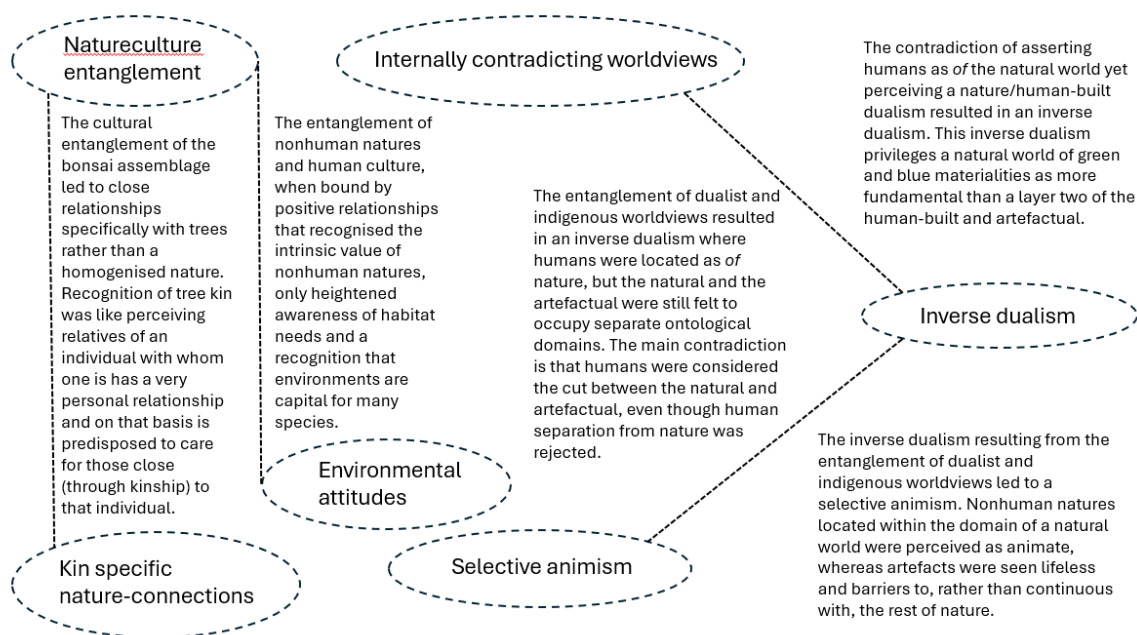 Natureculture
entanglement
The cultural
entanglement of the
bonsai assemblage
led to close
relationships
specifically with trees
rather than a
homogenised nature.
Recognition of tree kin
was like perceiving
relatives of an
individual with whom
one is has a very
personal relationship
and on that basis is
predisposed to care
for those close
(through kinship) to
that individual.
Kin specific
nature-connections
The entanglement of
nonhuman natures
and human culture,
when bound by
positive relationships
that recognised the
intrinsic value of
nonhuman natures,
only heightened
awareness of habitat
needs and a
recognition that
environments are
capital for many
species.
Environmental
attitudes
Internally contradicting worldviews
The entanglement of dualist and
indigenous worldviews resulted
in an inverse dualism where
humans were located as of
nature, but the natural and the
artefactual were still felt to
occupy separate ontological
domains. The main contradiction
is that humans were considered
the cut between the natural and
artefactual, even though human
separation from nature was
rejected.
Selective animism
The contradiction of asserting
humans as of the natural world yet
perceiving a nature/human-built
dualism resulted in an inverse
dualism. This inverse dualism
privileges a natural world of green
and blue materialities as more
fundamental than a layer two of the
human-built and artefactual.
Inverse dualism
The inverse dualism resulting from the
entanglement of dualist and
indigenous worldviews led to a
selective animism. Nonhuman natures
located within the domain of a natural
world were perceived as animate,
whereas artefacts were seen lifeless
and barriers to, rather than continuous
with, the rest of nature.